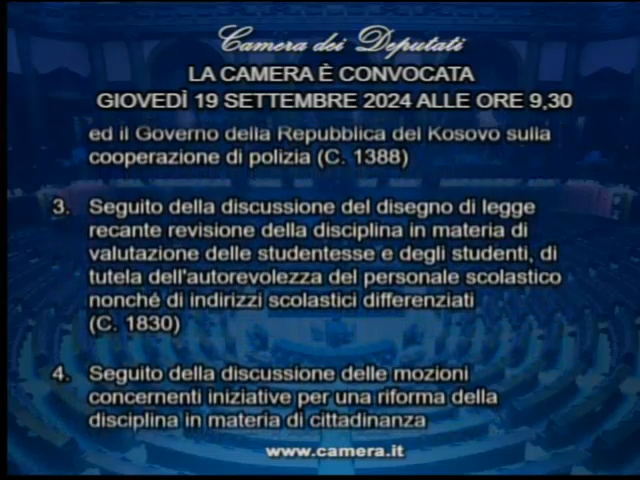 Camera dei Deputati
LA CAMERA È CONVOCATA
GIOVEDÌ 19 SETTEMBRE 2024 ALLE ORE 9,30
ed il Governo della Repubblica del Kosovo sulla
cooperazione di polizia (C. 1388)
3. Seguito della discussione del disegno di legge
recante revisione della disciplina in materia di
valutazione delle studentesse e degli studenti, di
tutela dell'autorevolezza del personale scolastico
nonché di indirizzi scolastici differenziati
(C. 1830)
4. Seguito della discussione delle mozioni
concernenti iniziative per una riforma della
disciplina in materia di cittadinanza
www.camera.it